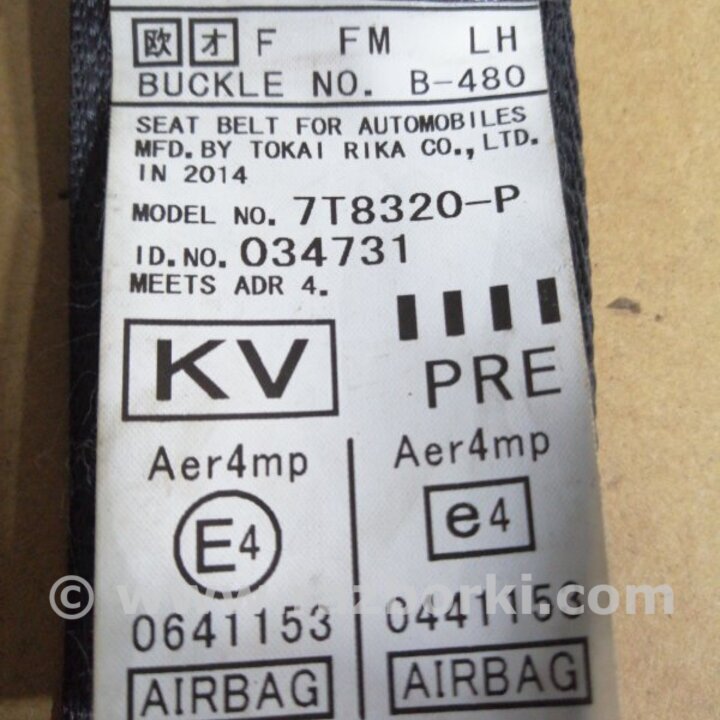 欧 オ F FM LH
BUCKLE NO. B-480
SEAT BELT FOR AUTOMOBILES
MFD. BY TOKAI RIKA CO., LTD.
IN 2014
MODEL NO. 7T8320-P
ID. NO. 034731
MEETS ADR 4.
KV
PRE
Aer4mp Aer4mp
E4 e4
0641153 0441153
AIRBAG AIRBAG